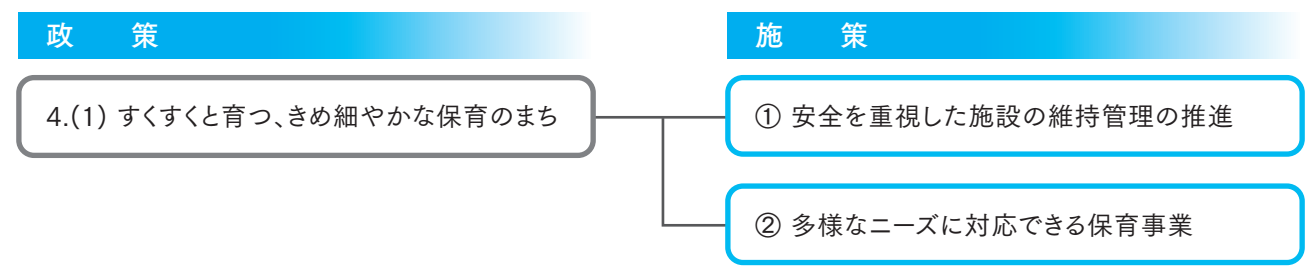 政　策
施　策
4.(1) すくすくと育つ、きめ細やかな保育のまち
① 安全を重視した施設の維持管理の推進
② 多様なニーズに対応できる保育事業